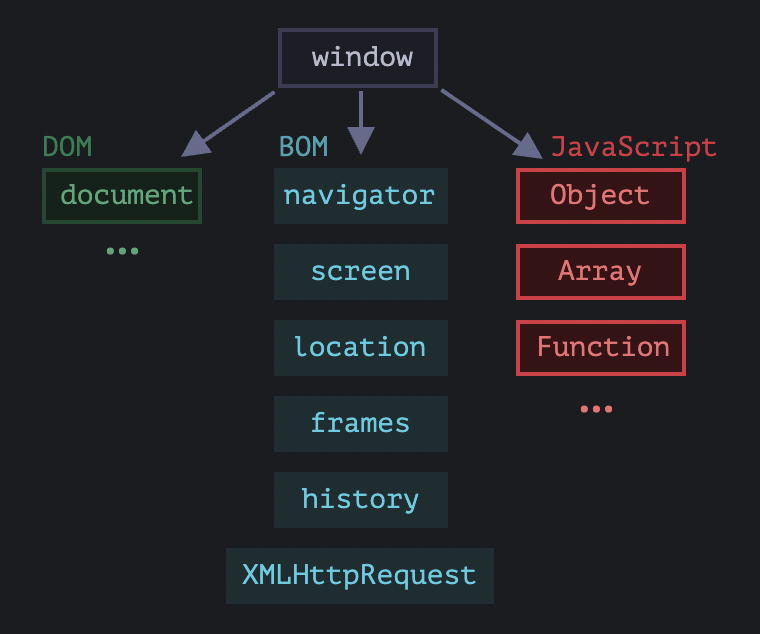 window
DOM
BOM
JavaScript
document
navigator
Object
...
screen
Array
location
Function
frames
...
history
XMLHttpRequest